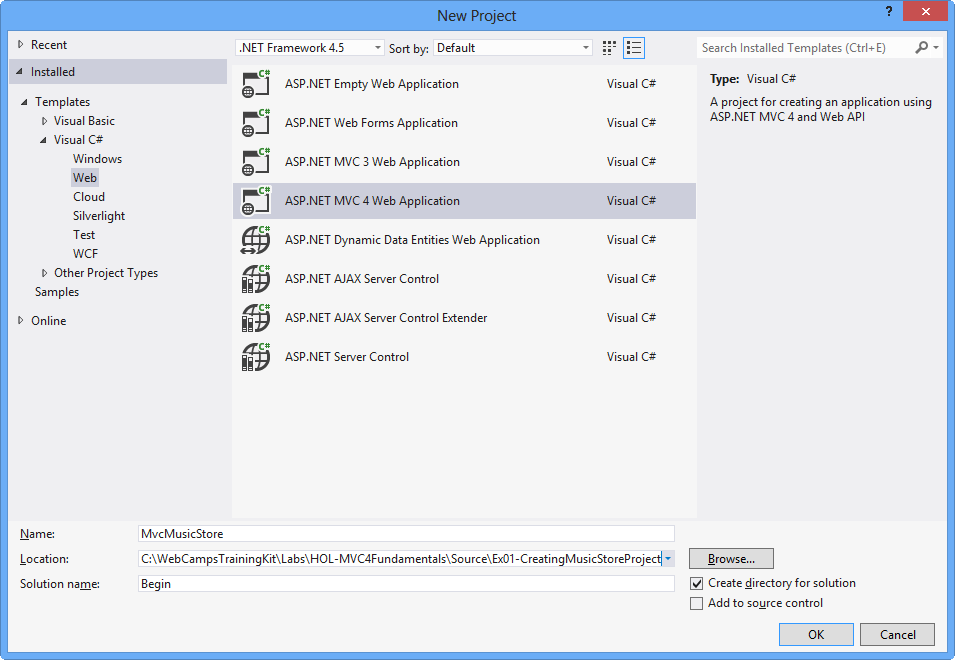 New Project
?
Recent
Installed
Templates
Visual Basic
Visual C#
Windows
Web
Cloud
Silverlight
Test
WCF
Other Project Types
Samples
Online
.NET Framework 4.5
Sort by: Default
C# ASP.NET Empty Web Application Visual C#
C# ASP.NET Web Forms Application Visual C#
C# ASP.NET MVC 3 Web Application Visual C#
C# ASP.NET MVC 4 Web Application Visual C#
C# ASP.NET Dynamic Data Entities Web Application Visual C#
C# ASP.NET AJAX Server Control Visual C#
C# ASP.NET AJAX Server Control Extender Visual C#
C# ASP.NET Server Control Visual C#
Search Installed Templates (Ctrl+E)
Type: Visual C#
A project for creating an application using
ASP.NET MVC 4 and Web API
Name: MvcMusicStore
Location: C:\WebCampsTrainingKit\Labs\HOL-MVC4Fundamentals\Source\Ex01-CreatingMusicStoreProject
Browse...
Solution name: Begin
Create directory for solution
Add to source control
OK
Cancel